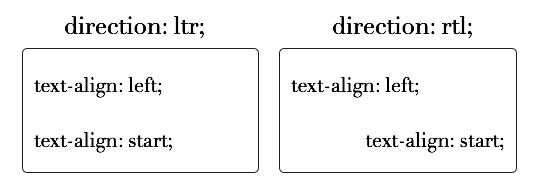 direction: ltr;
text-align: left;
text-align: start;
direction: rtl;
text-align: left;
text-align: start;